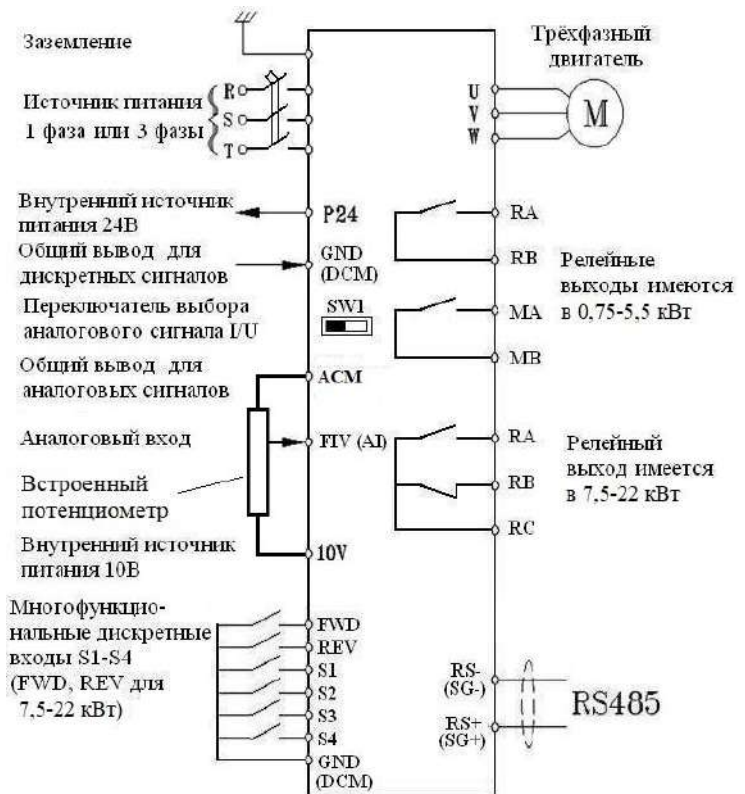 Заземление
Источник питания
1 фаза или 3 фазы
R
S
T
Трёхфазный
двигатель
U
V
W
M
Внутренний источник
питания 24В
P24
Общий вывод для
дискретных сигналов
GND
(DCM)
Переключатель выбора
аналогового сигнала I/U
SW1
Общий вывод для
аналоговых сигналов
ACM
Аналоговый вход
FIV (AI)
Встроенный
потенциометр
Внутренний источник
питания 10В
10V
RA
RB
MA
MB
Релейные
выходы имеются
в 0,75-5,5 кВт
RA
RB
RC
Релейный
выход имеется
в 7,5-22 кВт
Многофункцио-
нальные дискретные
входы S1-S4
(FWD, REV для
7,5-22 кВт)
FWD
REV
S1
S2
S3
S4
GND
(DCM)
RS-
(SG-)
RS+
(SG+)
RS485